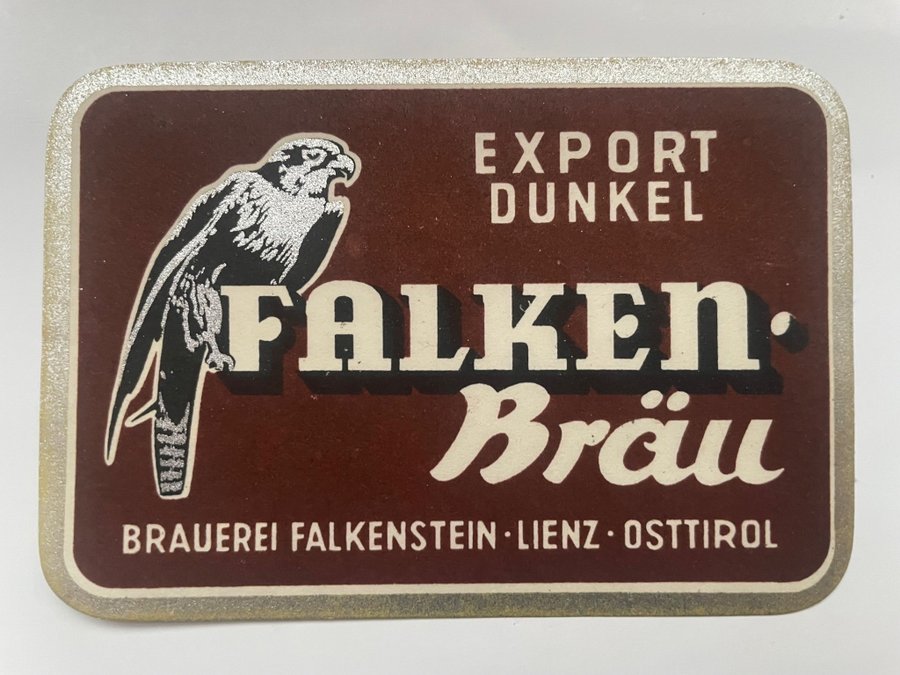 EXPORT
DUNKEL
FALKEN·
Bräu
BRAUEREI FALKENSTEIN·LIENZ·OSTTIROL